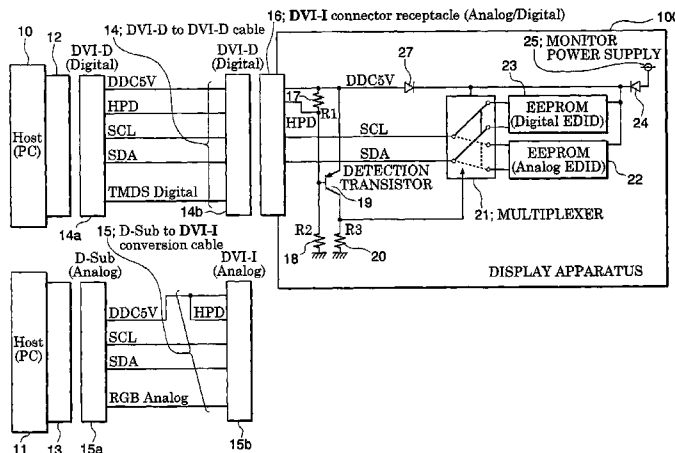 16; DVI-I connector receptacle (Analog/Digital)
100
10
12
14; DVI-D to DVI-D cable
DVI-D
(Digital)
DVI-D
(Digital)
25; MONITOR
POWER SUPPLY
27
DDC5V
DDC5V
17
R1
23
24
HPD
HPD
EEPROM
(Digital EDID)
Host
(PC)
SCL
SCL
SDA
SDA
EEPROM
(Analog EDID)
22
TMDS Digital
DETECTION
TRANSISTOR
19
21; MULTIPLEXER
14a
14b
15; D-Sub to DVI-I
conversion cable
R2
R3
18
20
D-Sub
(Analog)
DVI-I
(Analog)
DISPLAY APPARATUS
DDC5V
HPD
Host
(PC)
SCL
SDA
RGB Analog
11
13
15a
15b